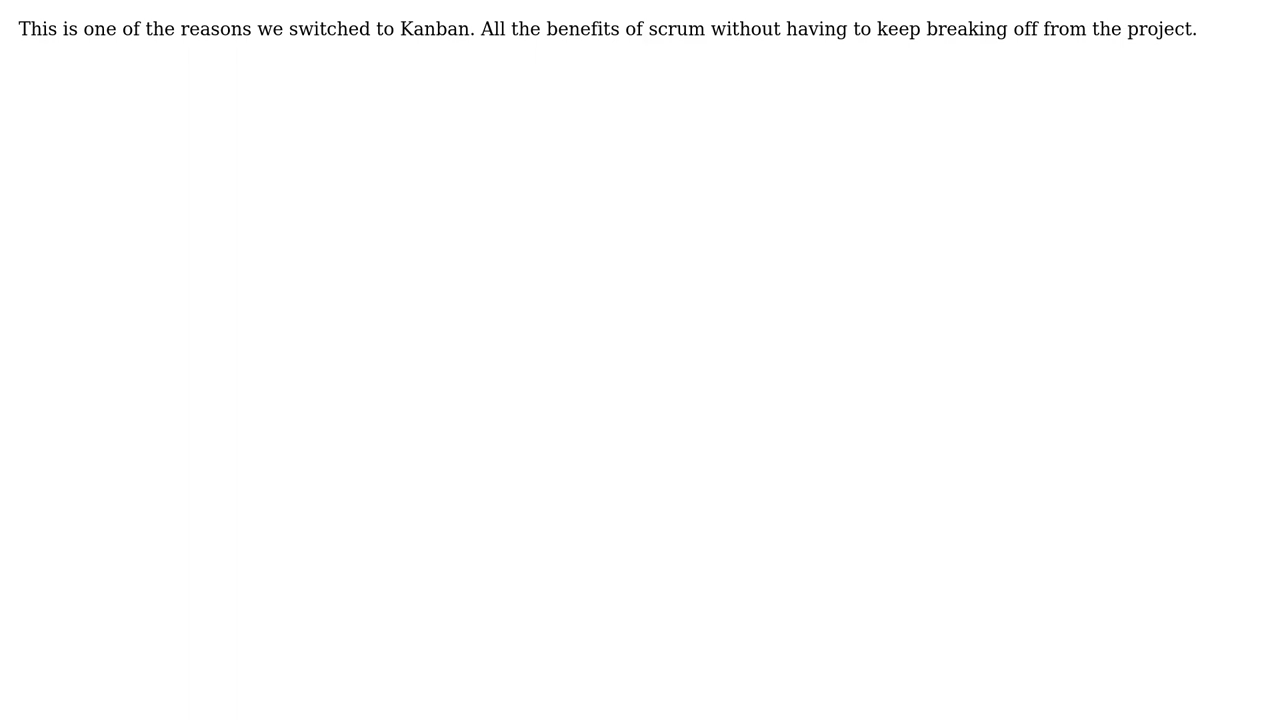 This is one of the reasons we switched to Kanban. All the benefits of scrum without having to keep breaking off from the project.